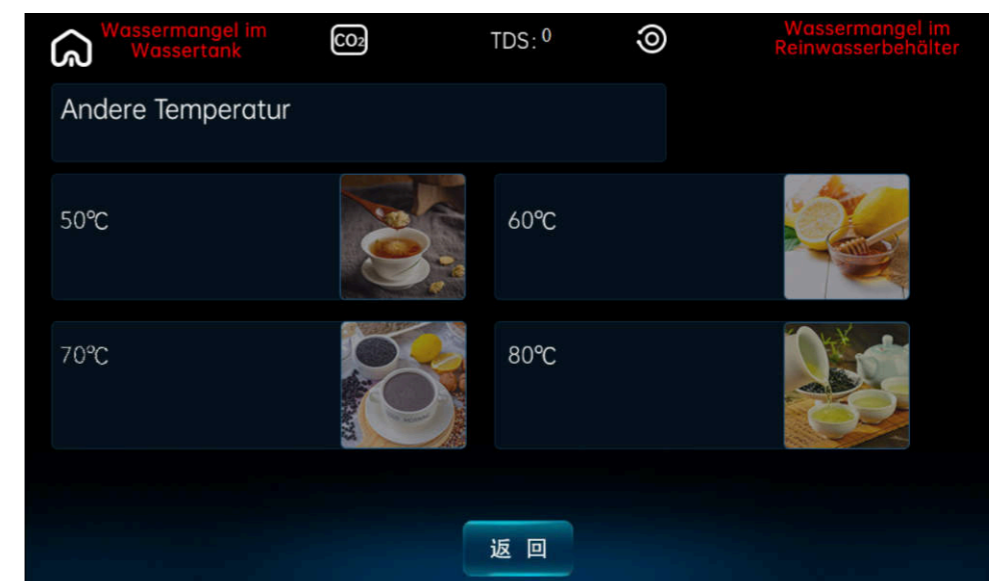 Wassermangel im
Wassertank
CO2
TDS: 0
Wassermangel im
Reinwasserbehälter
Andere Temperatur
50℃
60℃
70℃
80℃
返回